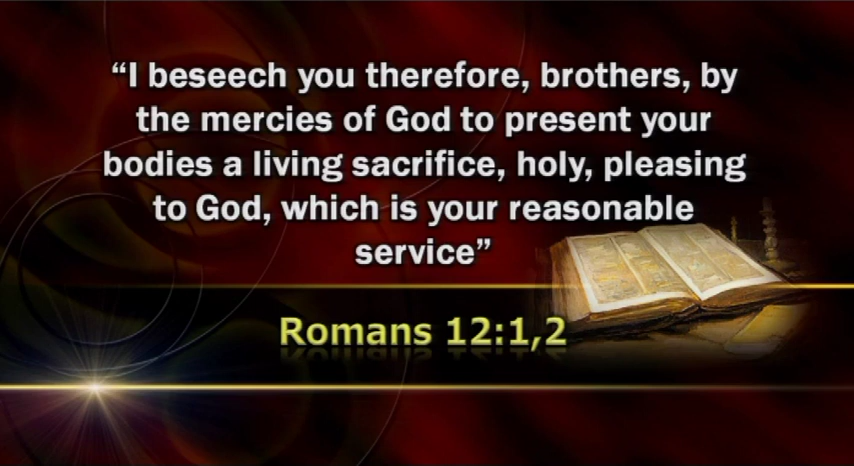 “I beseech you therefore, brothers, by
the mercies of God to present your
bodies a living sacrifice, holy, pleasing
to God, which is your reasonable
service”
Romans 12:1,2